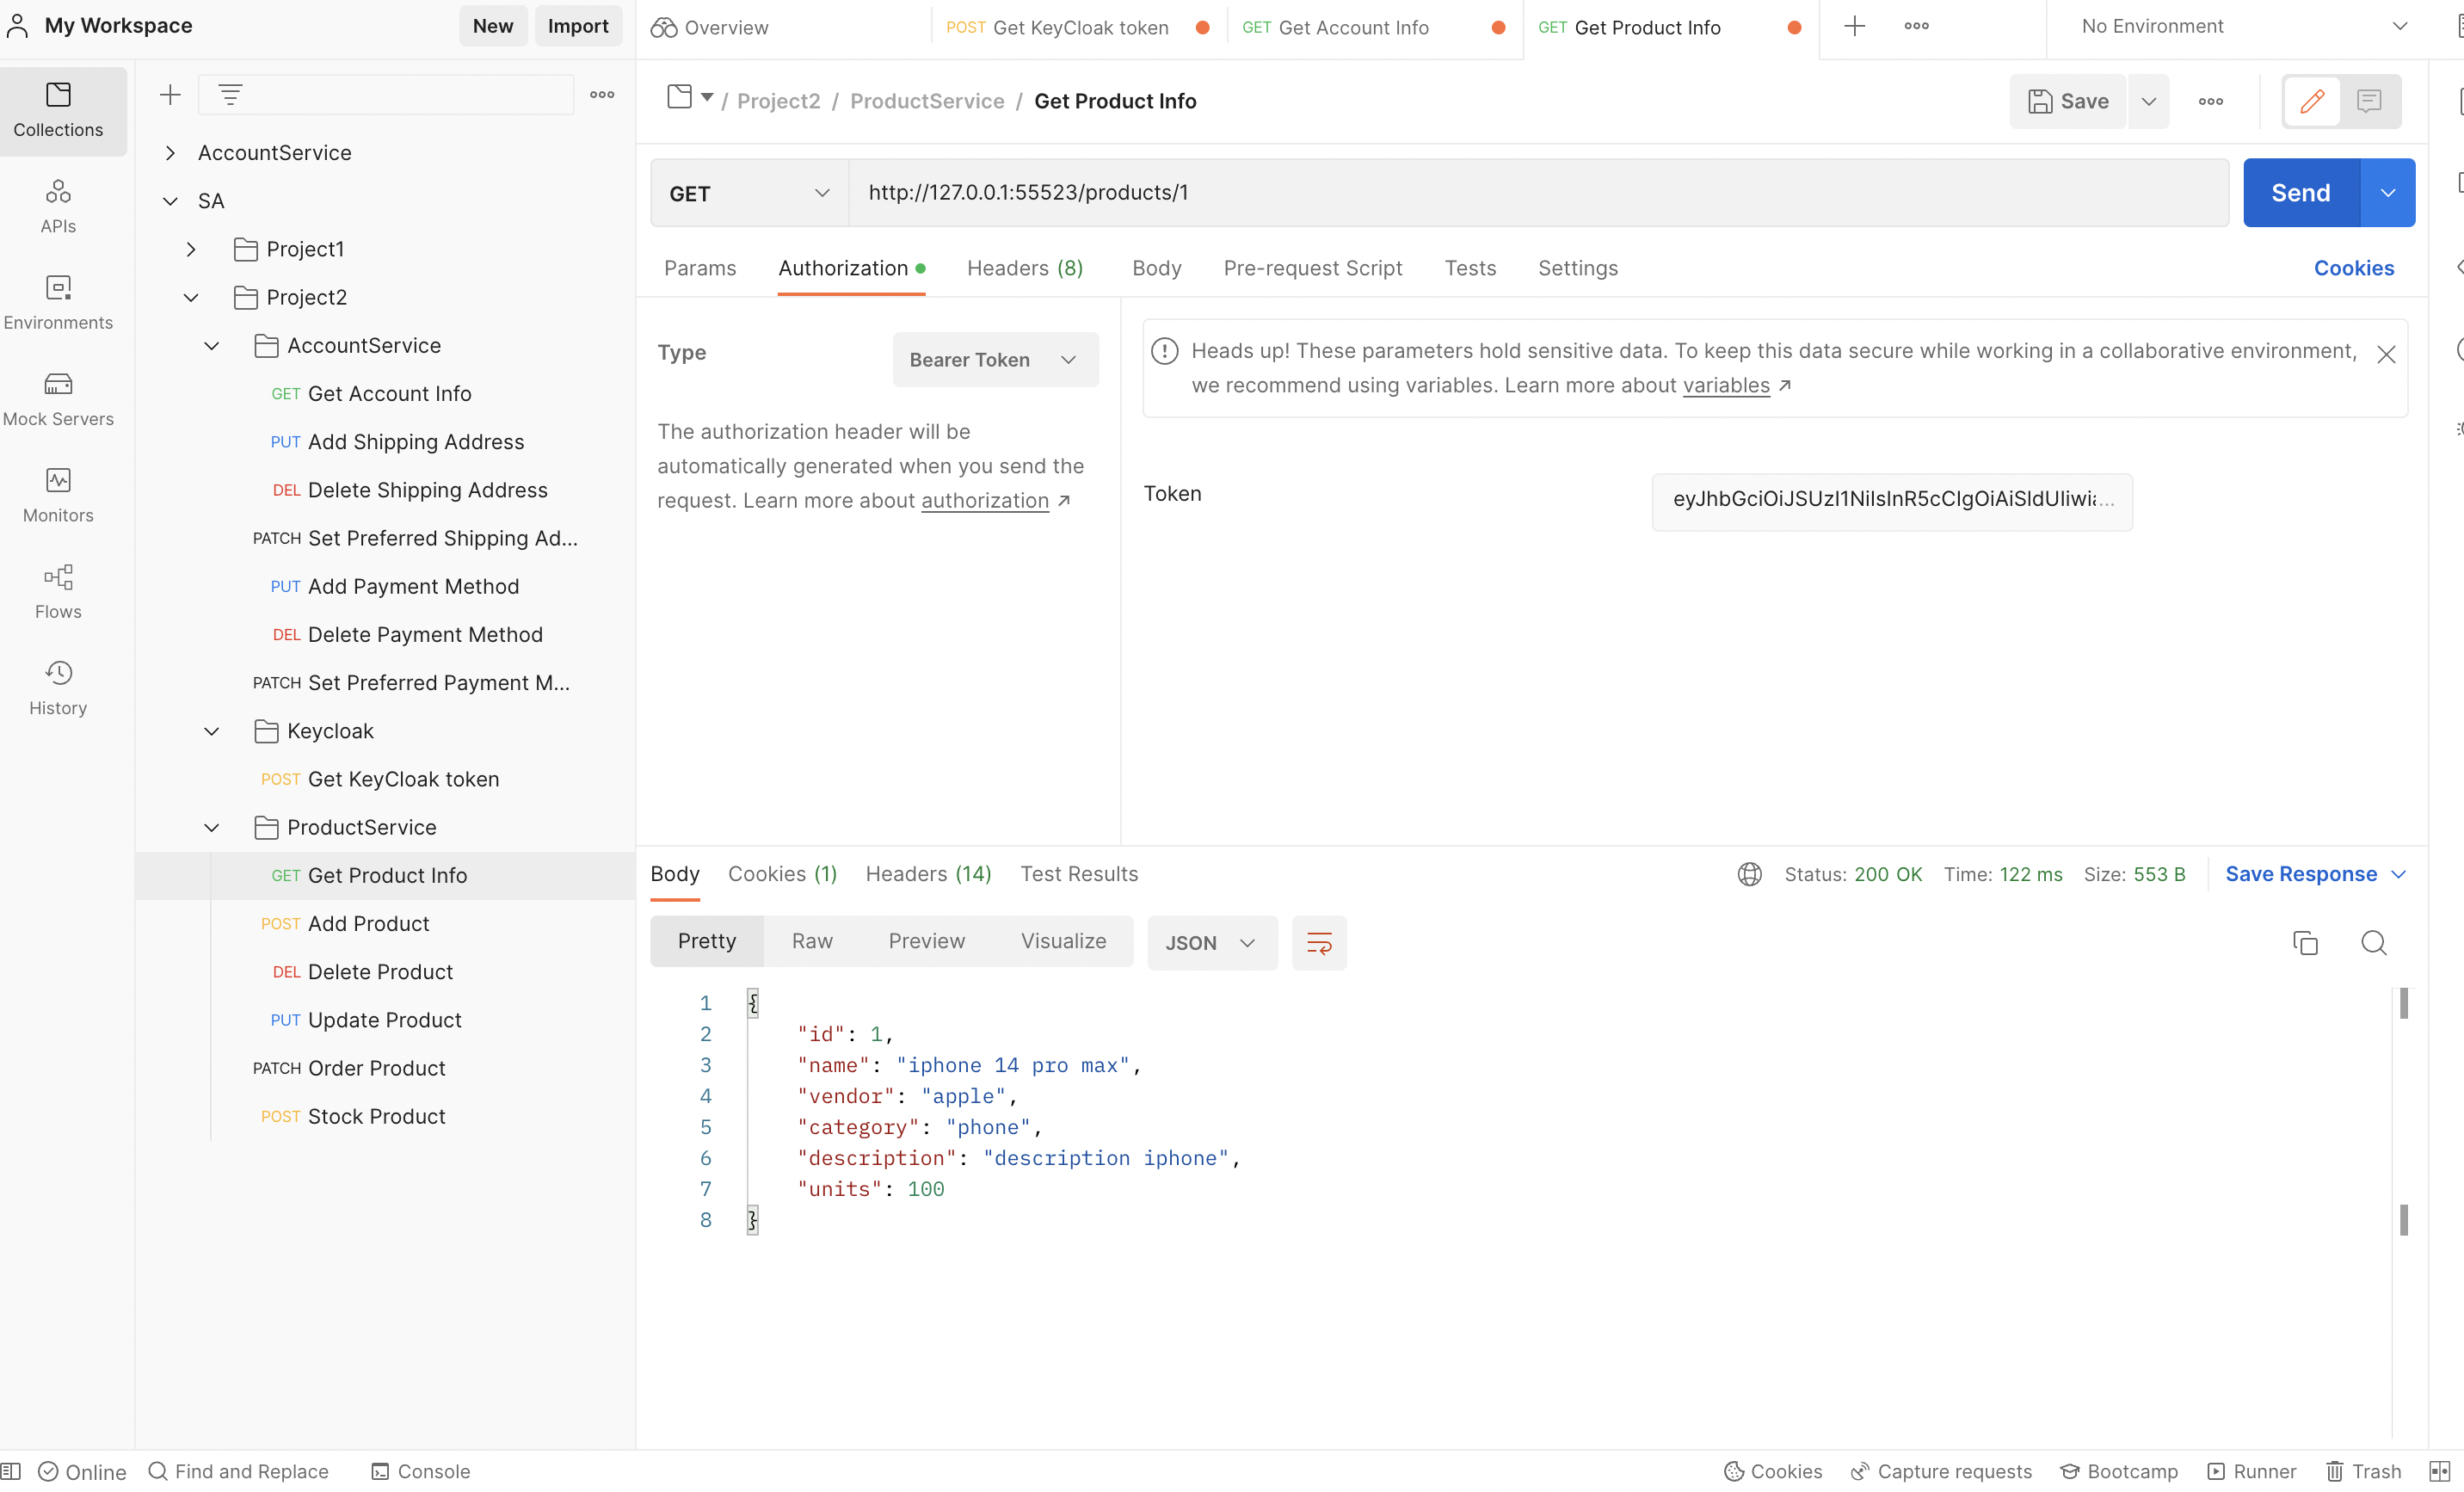 My Workspace
New
Import
Overview
POST Get KeyCloak token
GET Get Account Info
GET Get Product Info
No Environment
Collections
APIs
Environments
Mock Servers
Monitors
Flows
History
AccountService
SA
Project1
Project2
AccountService
GET Get Account Info
PUT Add Shipping Address
DEL Delete Shipping Address
PATCH Set Preferred Shipping Ad...
PUT Add Payment Method
DEL Delete Payment Method
PATCH Set Preferred Payment M...
Keycloak
POST Get KeyCloak token
ProductService
GET Get Product Info
POST Add Product
DEL Delete Product
PUT Update Product
PATCH Order Product
POST Stock Product
/ Project2 / ProductService / Get Product Info
Save
GET
http://127.0.0.1:55523/products/1
Send
Params
Authorization
Headers (8)
Body
Pre-request Script
Tests
Settings
Cookies
Type
Bearer Token
The authorization header will be
automatically generated when you send the
request. Learn more about authorization ↗
Heads up! These parameters hold sensitive data. To keep this data secure while working in a collaborative environment,
we recommend using variables. Learn more about variables ↗
Token
Body
Cookies (1)
Headers (14)
Test Results
Status: 200 OK
Time: 122 ms
Size: 553 B
Save Response
Pretty
Raw
Preview
Visualize
JSON
1 {
2 "id": 1,
3 "name": "iphone 14 pro max",
4 "vendor": "apple",
5 "category": "phone",
6 "description": "description iphone",
7 "units": 100
8 }
Online
Find and Replace
Console
Cookies
Capture requests
Bootcamp
Runner
Trash